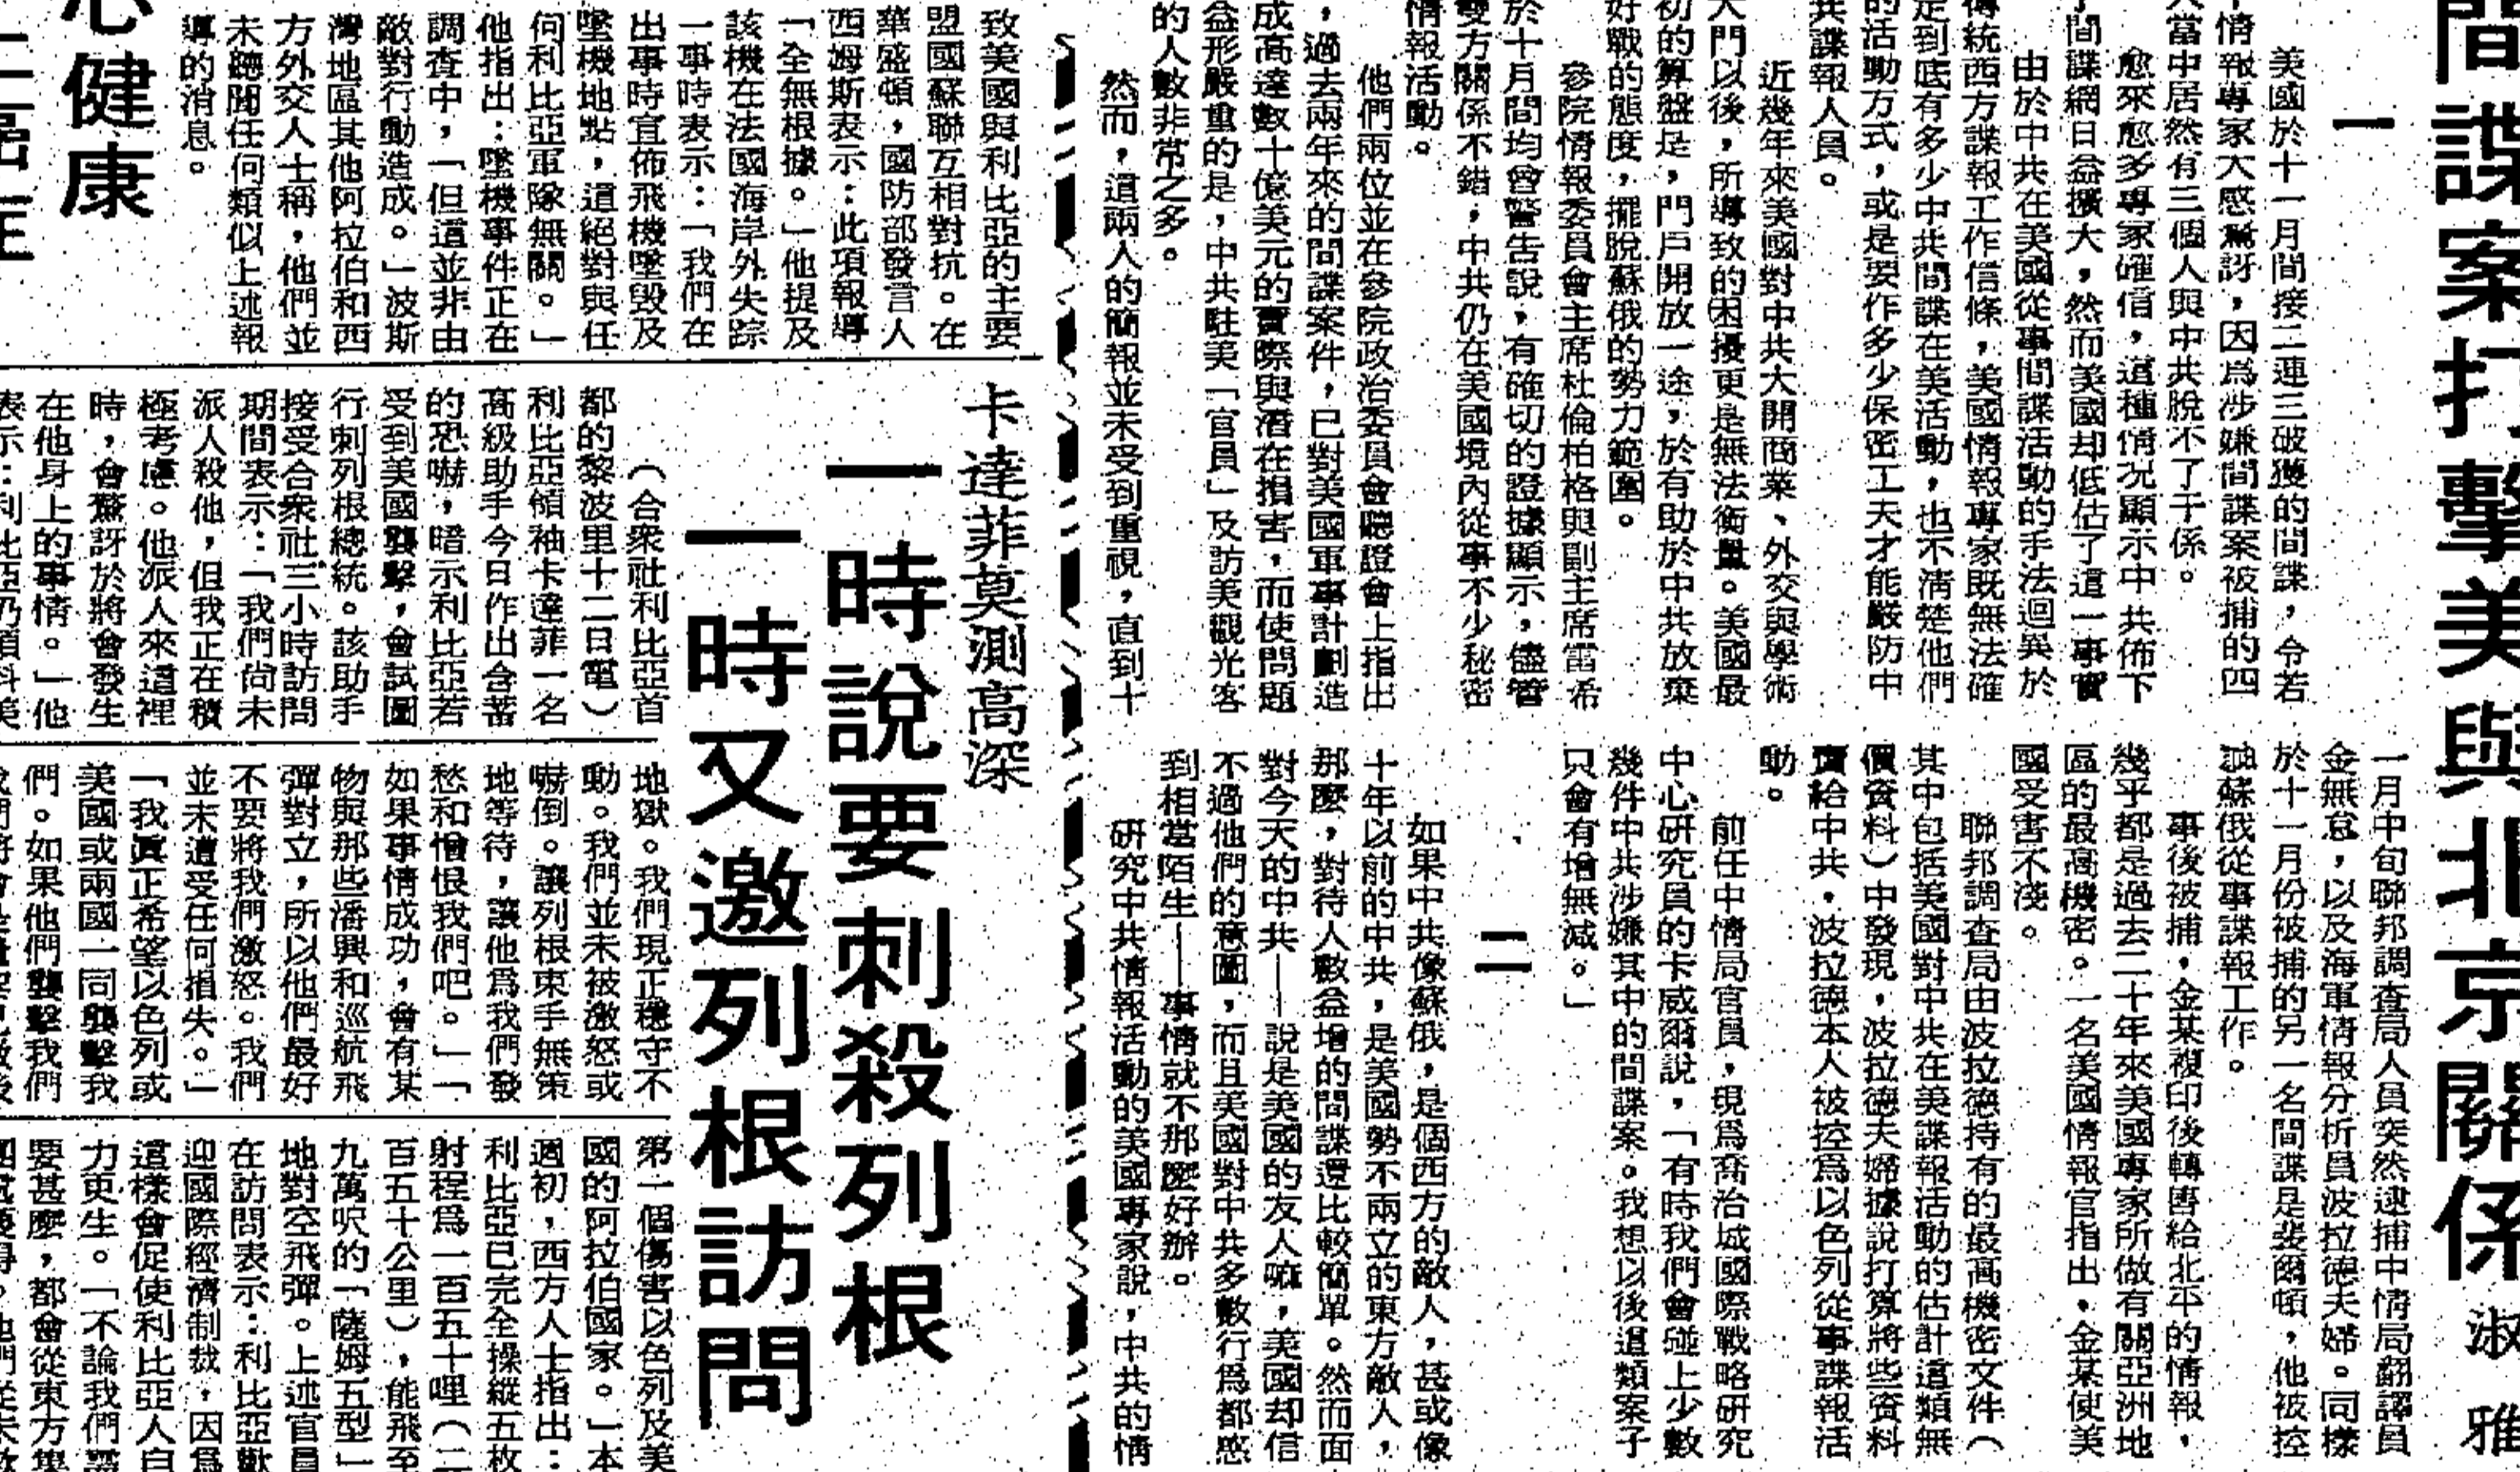 間諜案打擊美與北京關係
淑雅
一
美國於十一月間接二連三破獲的間諜，令若
情報專家大感驚訝，因爲涉嫌間諜案被捕的四
當中居然有三個人與中共脫不了干係。
愈來愈多專家確信，這種情況顯示中共佈下
間諜網日益擴大，然而美國却低估了這一事實
由於中共在美國從事間諜活動的手法迴異於
傳統西方諜報工作信條，美國情報專家既無法確
定到底有多少中共間諜在美活動，也不清楚他們
的活動方式，或是要作多少保密工夫才能嚴防中
共諜報人員。
近幾年來美國對中共大開商業、外交與學術
大門以後，所導致的困擾更是無法衡量。美國最
初的算盤是，門戶開放一途，於有助於中共放棄
好戰的態度，擺脫蘇俄的勢力範圍。
參院情報委員會主席杜倫柏格與副主席雷希
於十月間均曾警告說，有確切的證據顯示，儘管
雙方關係不錯，中共仍在美國境內從事不少秘密
情報活動。
他們兩位並在參院政治委員會聽證會上指出
，過去兩年來的間諜案件，已對美國軍事計劃造
成高達數十億美元的實際與潛在損害，而使問題
益形嚴重的是，中共駐美「官員」及訪美觀光客
的人數非常之多。
然而，這兩人的簡報並未受到重視，直到十
一月中旬聯邦調查局人員突然逮捕中情局翻譯員
金無怠，以及海軍情報分折員波拉德夫婦。同樣
於十一月份被捕的另一名間諜是裴爾頓，他被控
誠蘇俄從事諜報工作。
事後被捕，金某複印後轉售給北平的情報，
幾乎都是過去二十年來美國專家所做有關亞洲地
區的最高機密。一名美國情報官指出，金某使美
國受害不淺。
聯邦調查局由波拉德持有的最高機密文件（
其中包括美國對中共在美諜報活動的估計這類無
價資料）中發現，波拉德夫婦據說打算將些資料
賣給中共，波拉德本人被控爲以色列從事諜報活
動。
前任中情局官員，現爲喬治城國際戰略研究
中心研究員的卡威爾說，「有時我們會碰上少數
幾件中共涉嫌其中的間諜案。我想以後這類案子
只會有增無減。」
二
如果中共像蘇俄，是個西方的敵人，甚或像
十年以前的中共，是美國勢不兩立的東方敵人，
那麼，對待人數益增的間諜還比較簡單。然而面
對今天的中共——說是美國的友人嘛，美國却信
不過他們的意圖，而且美國對中共多數行爲都感
到相當陌生——事情就不那麼好辦。
研究中共情報活動的美國專家說，中共的情
致美國與利比亞的主要
盟國蘇聯互相對抗。在
華盛頓，國防部發言人
西姆斯表示：此項報導
「全無根據。」他提及
該機在法國海岸外失踪
一事時表示：「我們在
出事時宜佈飛機墜毀及
墜機地點，這絕對與任
何利比亞軍隊無關。」
他指出：墜機事件正在
調查中，「但這並非由
敵對行動造成。」波斯
灣地區其他阿拉伯和西
方外交人士稱，他們並
未聽聞任何類似上述報
導的消息。
心健康
卡達菲莫測高深
一時說要刺殺列根
一時又邀列根訪問
（合衆社利比亞首
都的黎波里十二日電）
利比亞領袖卡達菲一名
高級助手今日作出含蓄
的恐嚇，暗示利比亞若
受到美國襲擊，會試圖
行刺列根總統。該助手
接受合衆社三小時訪問
期間表示：「我們尚未
派人殺他，但我正在積
極考慮。他派人來這裡
時，會驚訝於將會發生
在他身上的事情。」他
表示：利比亞仍預料美
地獄。我們現正穩守不
動。我們並未被激怒或
嚇倒。讓列根束手無策
地等待，讓他爲我們發
愁和憎恨我們吧。」「
如果事情成功，會有某
物與那些潘興和巡航飛
彈對立，所以他們最好
不要將我們激怒。我們
並未遭受任何損失。」
「我眞正希望以色列或
美國或兩國一同襲擊我
們。如果他們襲擊我們
第一個傷害以色列及美
國的阿拉伯國家。」本
週初，西方人士指出：
利比亞已完全操縱五枚
射程爲一百五十哩（二
百五十公里），能飛至
九萬呎的「薩姆五型」
地對空飛彈。上述官員
在訪問表示：利比亞歡
迎國際經濟制裁，因爲
這樣會促使利比亞人自
力更生。「不論我們需
要甚麼，都會從東方集